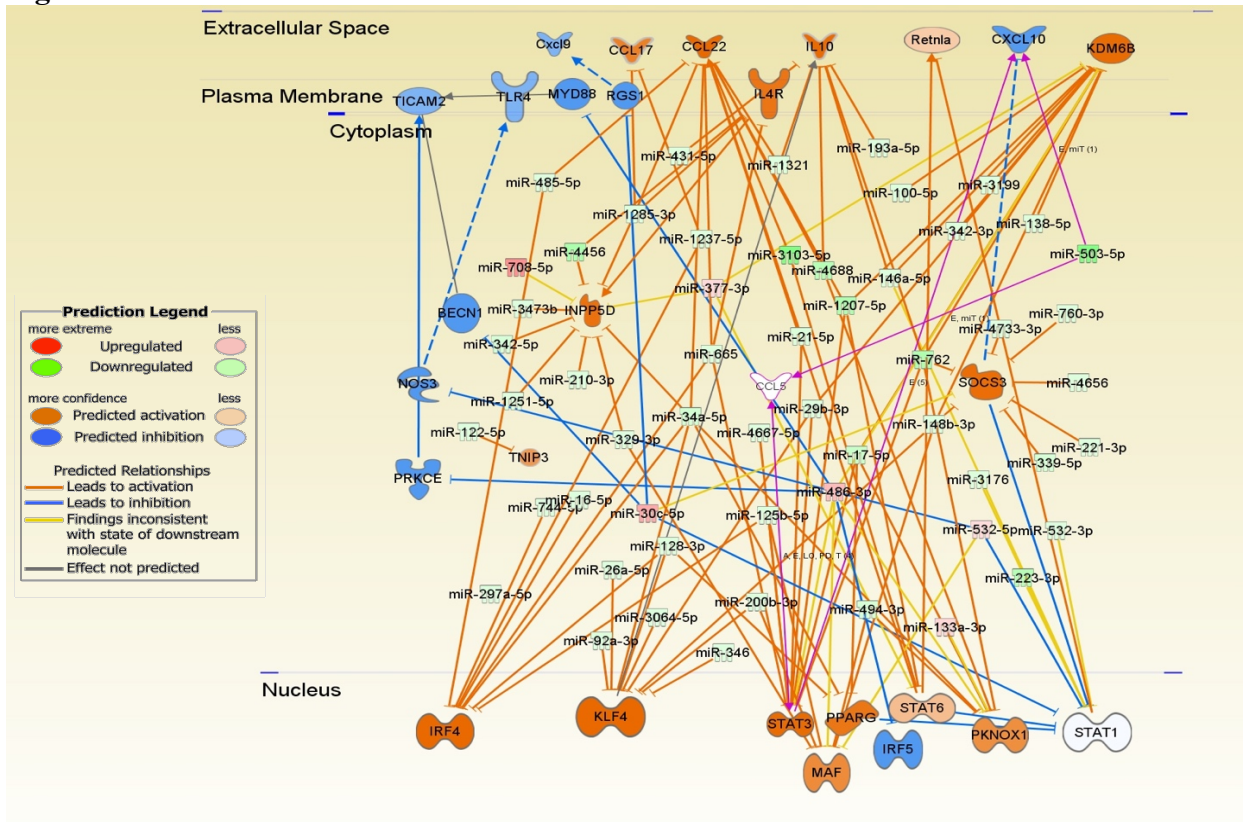 Extracellular Space
Cxcl9
CCL17
CCL22
IL10
Retnla
CXCL10
KDM6B
Plasma Membrane
TICAM2
TLR4
MYD88
RGS1
IL4R
Cytoplasm
miR-431-5p
miR-1321
miR-193a-5p
E, miT (1)
miR-485-5p
miR-100-5p
miR-3199
miR-1285-3p
miR-342-3p
miR-138-5p
miR-1237-5p
miR-4456
miR-3103-5p
miR-503-5p
miR-708-5p
miR-4688
miR-146a-5p
miR-377-3p
miR-1207-5p
BECN1
miR-3473b
INPP5D
miR-760-3p
miR-4733-3p
miR-342-5p
miR-21-5p
miR-665
miR-762
NOS3
miR-210-3p
CCL5
E (5)
SOCS3
miR-4656
miR-1251-5p
miR-29b-3p
miR-34a-5p
miR-148b-3p
miR-122-5p
miR-329-3p
miR-4667-5p
miR-221-3p
TNIP3
miR-17-5p
miR-339-5p
PRKCE
miR-3176
miR-486-3p
miR-16-5p
miR-744-5p
miR-30c-5p
miR-125b-5p
miR-532-5p
miR-532-3p
miR-128-3p
miR-26a-5p
miR-223-3p
miR-297a-5p
miR-200b-3p
miR-494-3p
miR-3064-5p
miR-133a-3p
miR-92a-3p
miR-346
Nucleus
IRF4
KLF4
STAT3
PPARG
STAT6
PKNOX1
STAT1
IRF5
MAF
Prediction Legend
more extreme less
Upregulated
Downregulated
more confidence less
Predicted activation
Predicted inhibition
Predicted Relationships
Leads to activation
Leads to inhibition
Findings inconsistent
with state of downstream
molecule
Effect not predicted